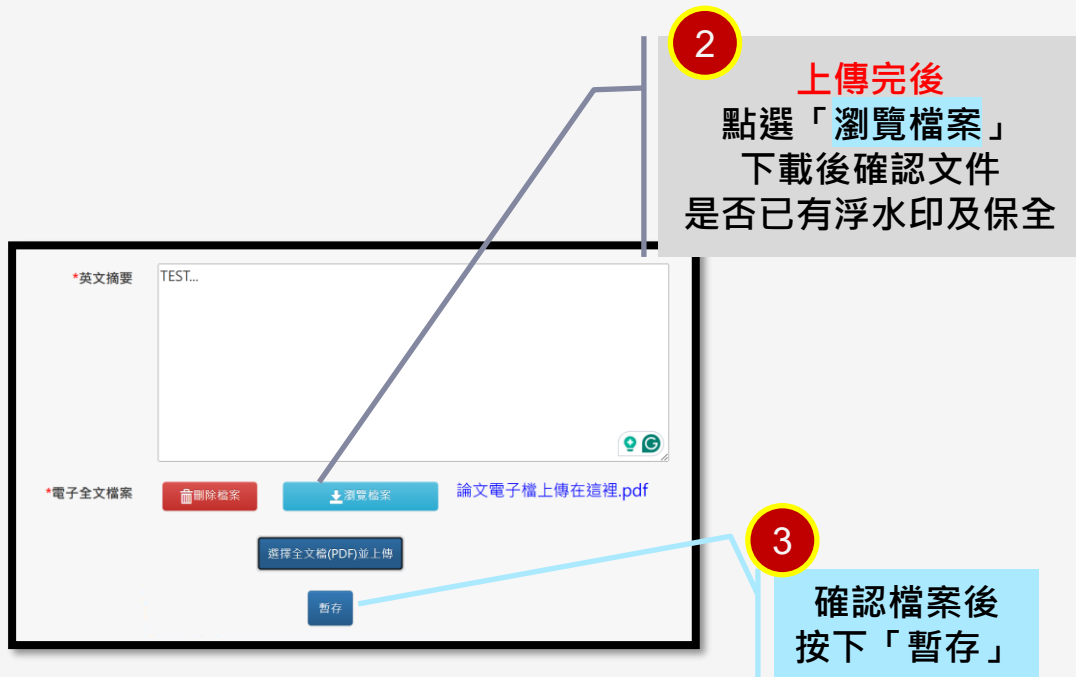 2
上傳完後
點選「瀏覽檔案」
下載後確認文件
是否已有浮水印及保全
*英文摘要
TEST...
*電子全文檔案
刪除檔案
瀏覽檔案
論文電子檔上傳在這裡.pdf
選擇全文檔(PDF)並上傳
暫存
3
確認檔案後
按下「暫存」